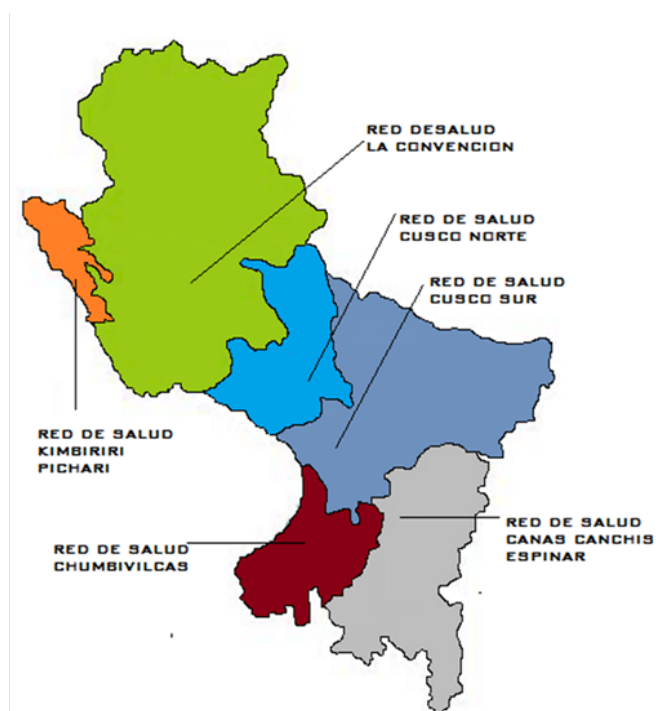 RED DESALUD
LA CONVENCION
RED DE SALUD
CUSCO NORTE
RED DE SALUD
CUSCO SUR
RED DE SALUD
KIMBIRIRI
PICHARI
RED DE SALUD
CANAS CANCHIS
ESPINAR
RED DE SALUD
CHUMBIVILCAS